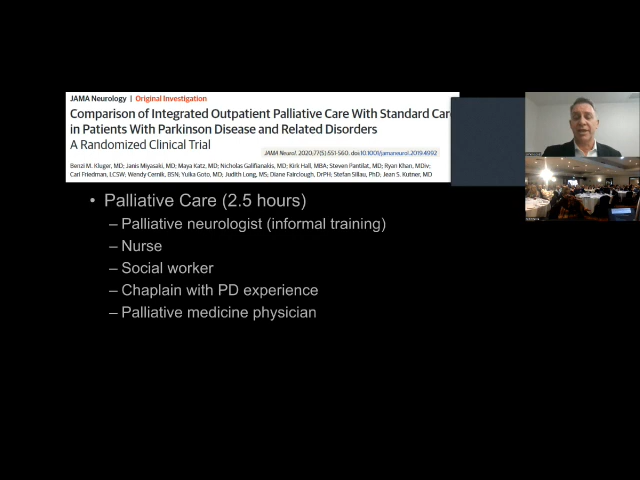 JAMA Neurology | Original Investigation
Comparison of Integrated Outpatient Palliative Care With Standard Car
in Patients With Parkinson Disease and Related Disorders
A Randomized Clinical Trial
JAMA Neurol. 2020;77(5):551-560. doi:10.1001/jamaneurol.2019.4992
Benzi M. Kluger, MD; Janis Miyasaki, MD; Maya Katz, MD; Nicholas Galifianakis, MD; Kirk Hall, MBA; Steven Pantilat, MD; Ryan Khan, MDiv;
Cari Friedman, LCSW; Wendy Cernik, BSN; Yuika Goto, MD; Judith Long, MS; Diane Fairclough, DrPH; Stefan Sillau, PhD; Jean S. Kutner, MD
• Palliative Care (2.5 hours)
– Palliative neurologist (informal training)
– Nurse
– Social worker
– Chaplain with PD experience
– Palliative medicine physician